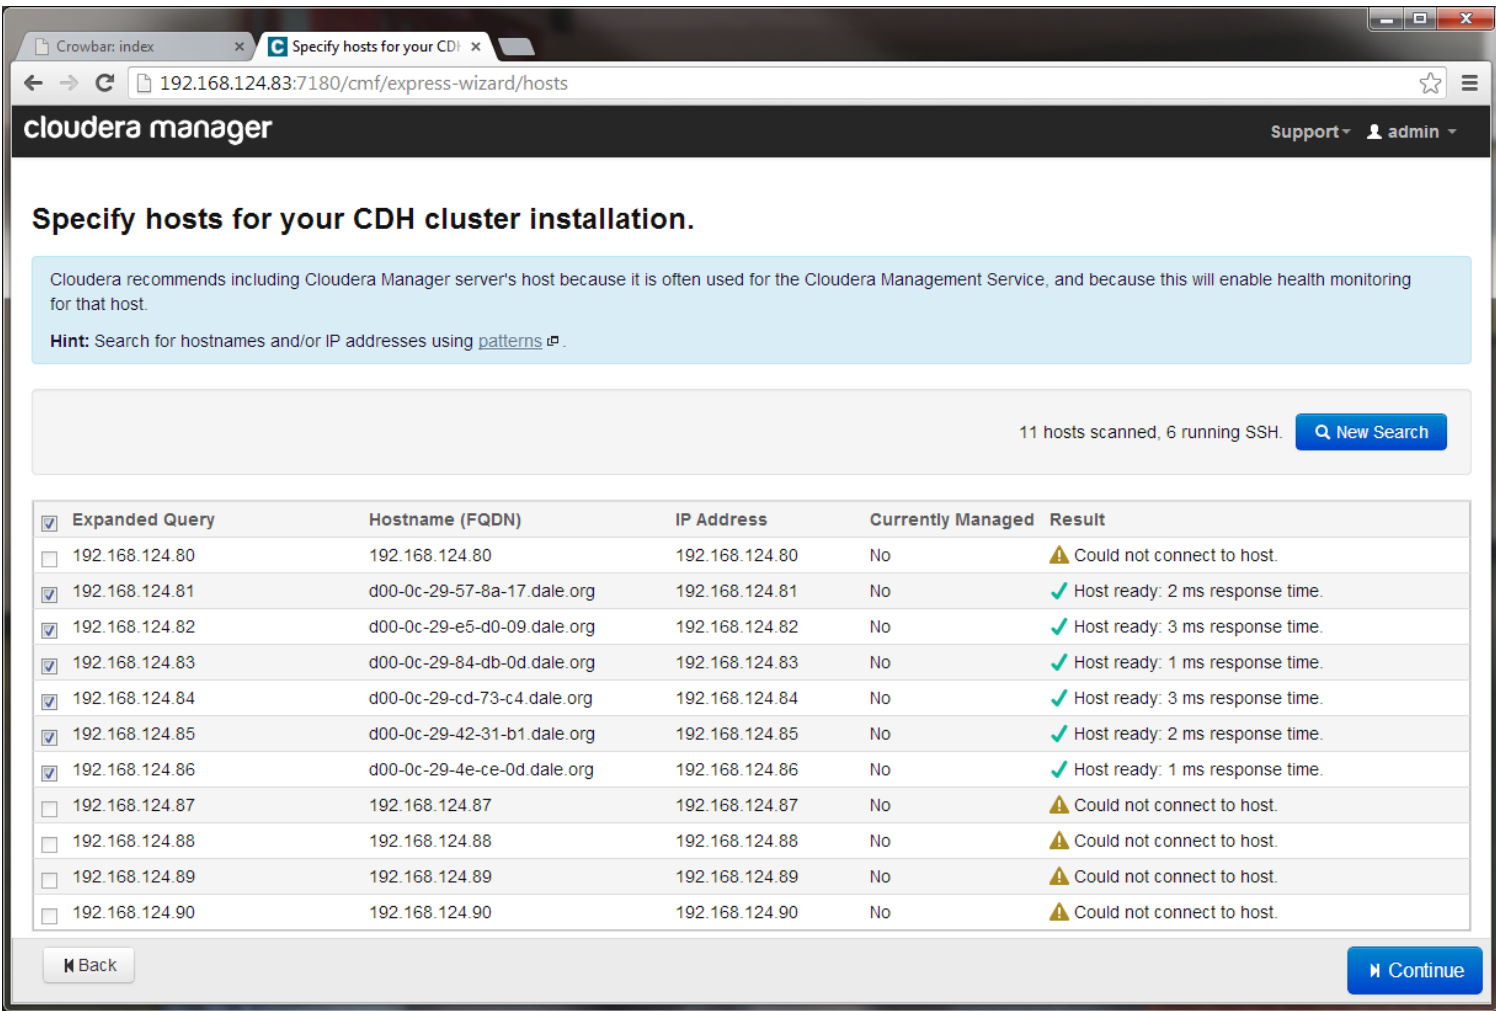 Crowbar: index
Specify hosts for your CDH
192.168.124.83:7180/cmf/express-wizard/hosts
cloudera manager
Support
admin
Specify hosts for your CDH cluster installation.
Cloudera recommends including Cloudera Manager server's host because it is often used for the Cloudera Management Service, and because this will enable health monitoring
for that host.
Hint: Search for hostnames and/or IP addresses using patterns .
11 hosts scanned, 6 running SSH.
New Search
Expanded Query Hostname (FQDN) IP Address Currently Managed Result
192.168.124.80 192.168.124.80 192.168.124.80 No Could not connect to host.
192.168.124.81 d00-0c-29-57-8a-17.dale.org 192.168.124.81 No Host ready: 2 ms response time.
192.168.124.82 d00-0c-29-e5-d0-09.dale.org 192.168.124.82 No Host ready: 3 ms response time.
192.168.124.83 d00-0c-29-84-db-0d.dale.org 192.168.124.83 No Host ready: 1 ms response time.
192.168.124.84 d00-0c-29-cd-73-c4.dale.org 192.168.124.84 No Host ready: 3 ms response time.
192.168.124.85 d00-0c-29-42-31-b1.dale.org 192.168.124.85 No Host ready: 2 ms response time.
192.168.124.86 d00-0c-29-4e-ce-0d.dale.org 192.168.124.86 No Host ready: 1 ms response time.
192.168.124.87 192.168.124.87 192.168.124.87 No Could not connect to host.
192.168.124.88 192.168.124.88 192.168.124.88 No Could not connect to host.
192.168.124.89 192.168.124.89 192.168.124.89 No Could not connect to host.
192.168.124.90 192.168.124.90 192.168.124.90 No Could not connect to host.
Back
Continue